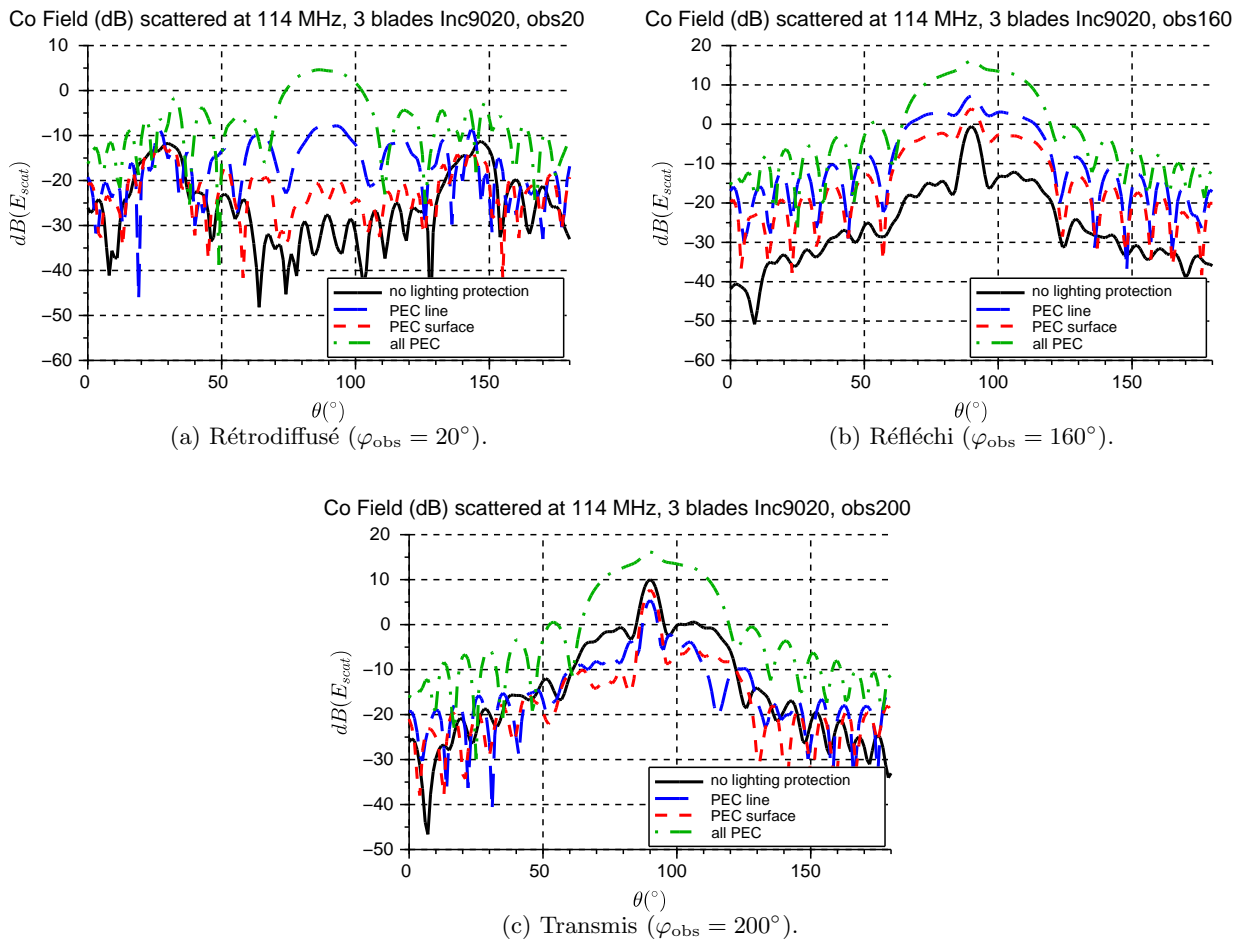 Co Field (dB) scattered at 114 MHz, 3 blades Inc9020, obs20
10
0
−10
−20
−30
−40
−50
−60
dB(E_scat)
no lighting protection
PEC line
PEC surface
all PEC
0 50 100 150
θ(°)
(a) Rétrodiffusé (φobs = 20°).
Co Field (dB) scattered at 114 MHz, 3 blades Inc9020, obs160
20
10
0
−10
−20
−30
−40
−50
−60
dB(E_scat)
no lighting protection
PEC line
PEC surface
all PEC
0 50 100 150
θ(°)
(b) Réfléchi (φobs = 160°).
Co Field (dB) scattered at 114 MHz, 3 blades Inc9020, obs200
20
10
0
−10
−20
−30
−40
−50
dB(E_scat)
no lighting protection
PEC line
PEC surface
all PEC
0 50 100 150
θ(°)
(c) Transmis (φobs = 200°).